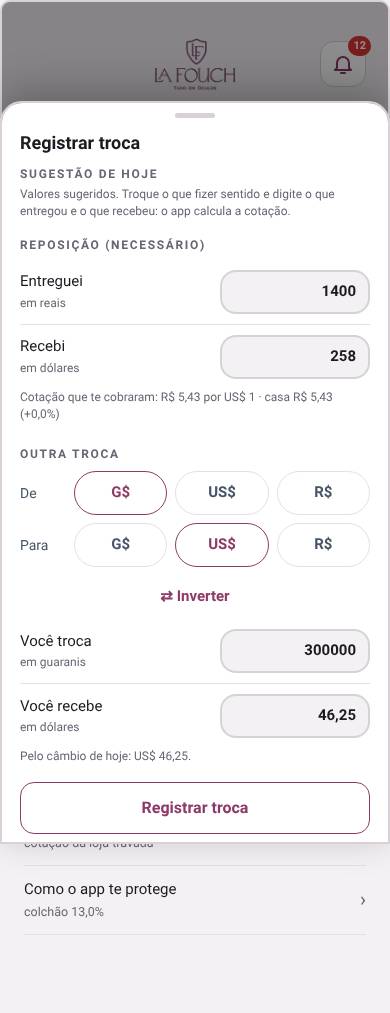 12
LA FOUCH
Registrar troca
SUGESTÃO DE HOJE
Valores sugeridos. Troque o que fizer sentido e digite o que
entregou e o que recebeu: o app calcula a cotação.
REPOSIÇÃO (NECESSÁRIO)
Entreguei
em reais
1400
Recebi
em dólares
258
Cotação que te cobraram: R$ 5,43 por US$ 1 · casa R$ 5,43
(+0,0%)
OUTRA TROCA
De G$ US$ R$
Para G$ US$ R$
⇄ Inverter
Você troca
em guaranis
300000
Você recebe
em dólares
46,25
Pelo câmbio de hoje: US$ 46,25.
Registrar troca
cotação da loja travada
Como o app te protege
colchão 13,0%
›